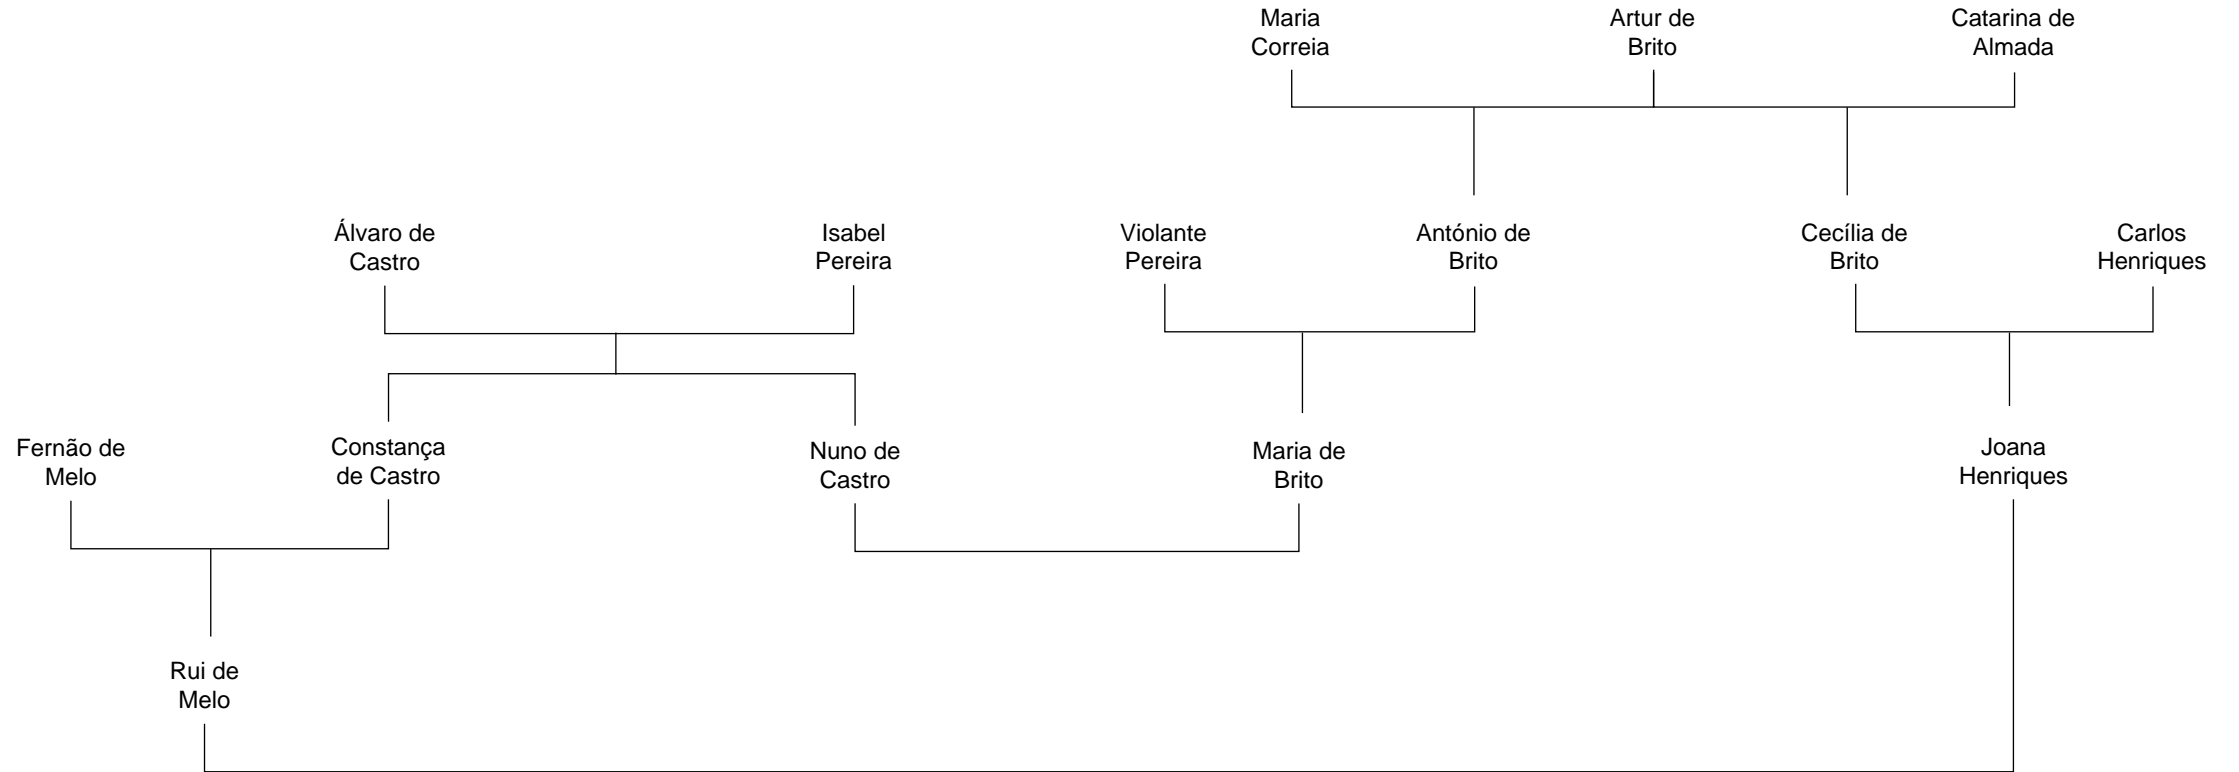 Maria
Correia
Artur de
Brito
Catarina de
Almada
Álvaro de
Castro
Isabel
Pereira
Violante
Pereira
António de
Brito
Cecília de
Brito
Carlos
Henriques
Fernão de
Melo
Constança
de Castro
Nuno de
Castro
Maria de
Brito
Joana
Henriques
Rui de
Melo